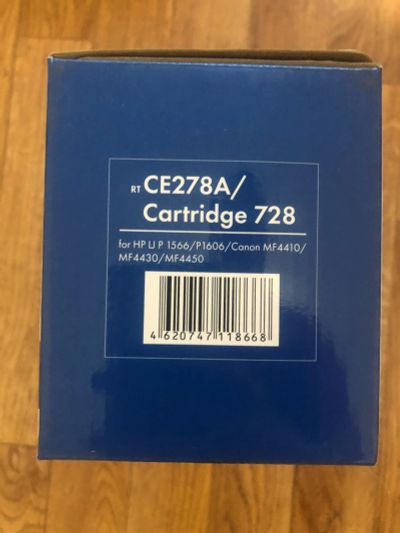 RT CE278A/
Cartridge 728
for HP LJ P 1566/P1606/Canon MF4410/
MF4430/MF4450
4 620747 118668